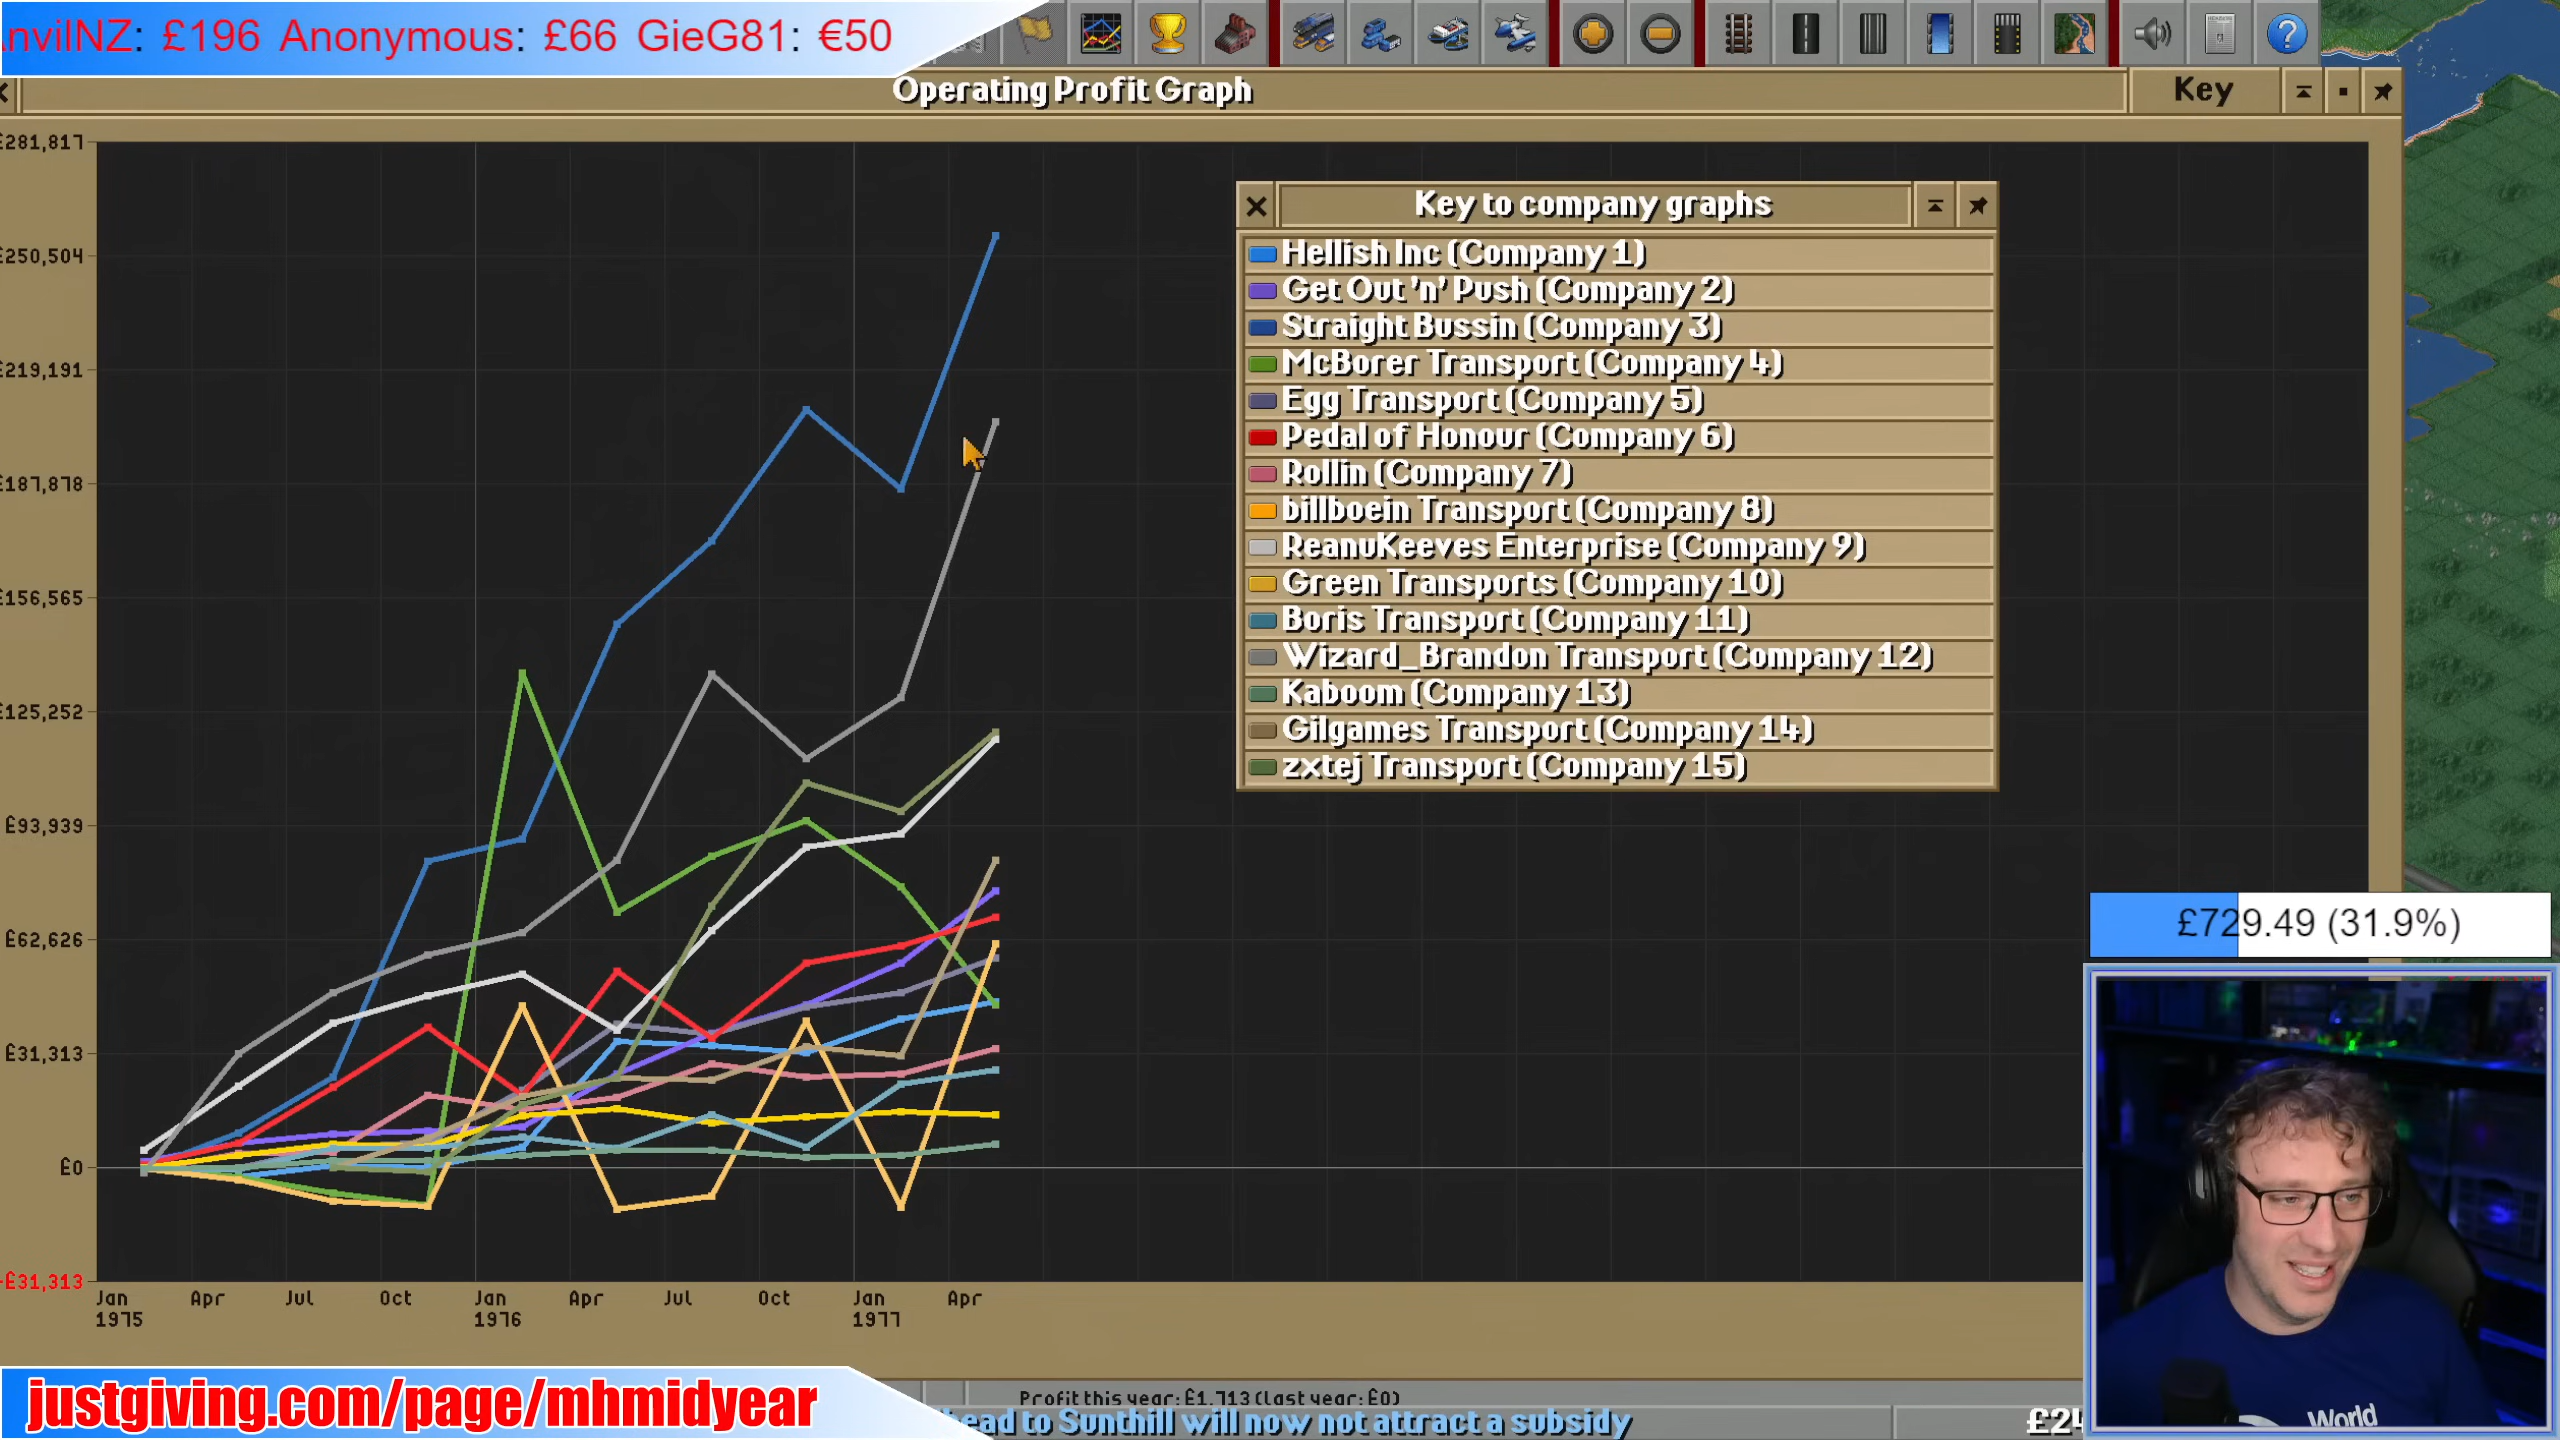 nvilNZ: £196 Anonymous: £66 GieG81: €50
Operating Profit Graph
Key
£281,817
£250,504
£219,191
£187,878
£156,565
£125,252
£93,939
£62,626
£31,313
£0
-£31,313
Jan Apr Jul Oct Jan Apr Jul Oct Jan Apr
1975 1976 1977
Key to company graphs
Hellish Inc (Company 1)
Get Out 'n' Push (Company 2)
Straight Bussin (Company 3)
McBorer Transport (Company 4)
Egg Transport (Company 5)
Pedal of Honour (Company 6)
Rollin (Company 7)
billboein Transport (Company 8)
ReanuKeeves Enterprise (Company 9)
Green Transports (Company 10)
Boris Transport (Company 11)
Wizard_Brandon Transport (Company 12)
Kaboom (Company 13)
Gilgames Transport (Company 14)
zxtej Transport (Company 15)
£729.49 (31.9%)
World
justgiving.com/page/mhmidyear
Profit this year: £1,713 (last year: £0)
ead to Sunthill will now not attract a subsidy
£24